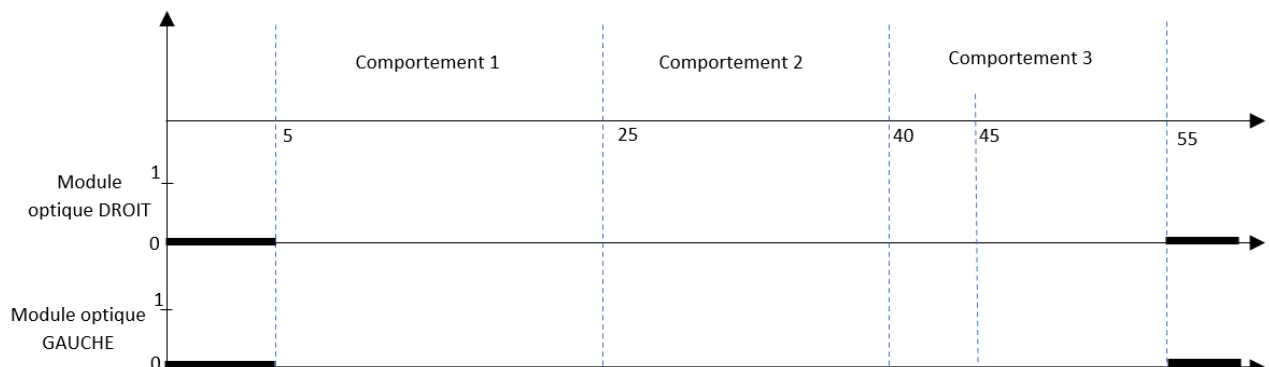 Comportement 1
Comportement 2
Comportement 3
5
25
40
45
55
Module
optique DROIT
1
0
Module optique
GAUCHE
1
0